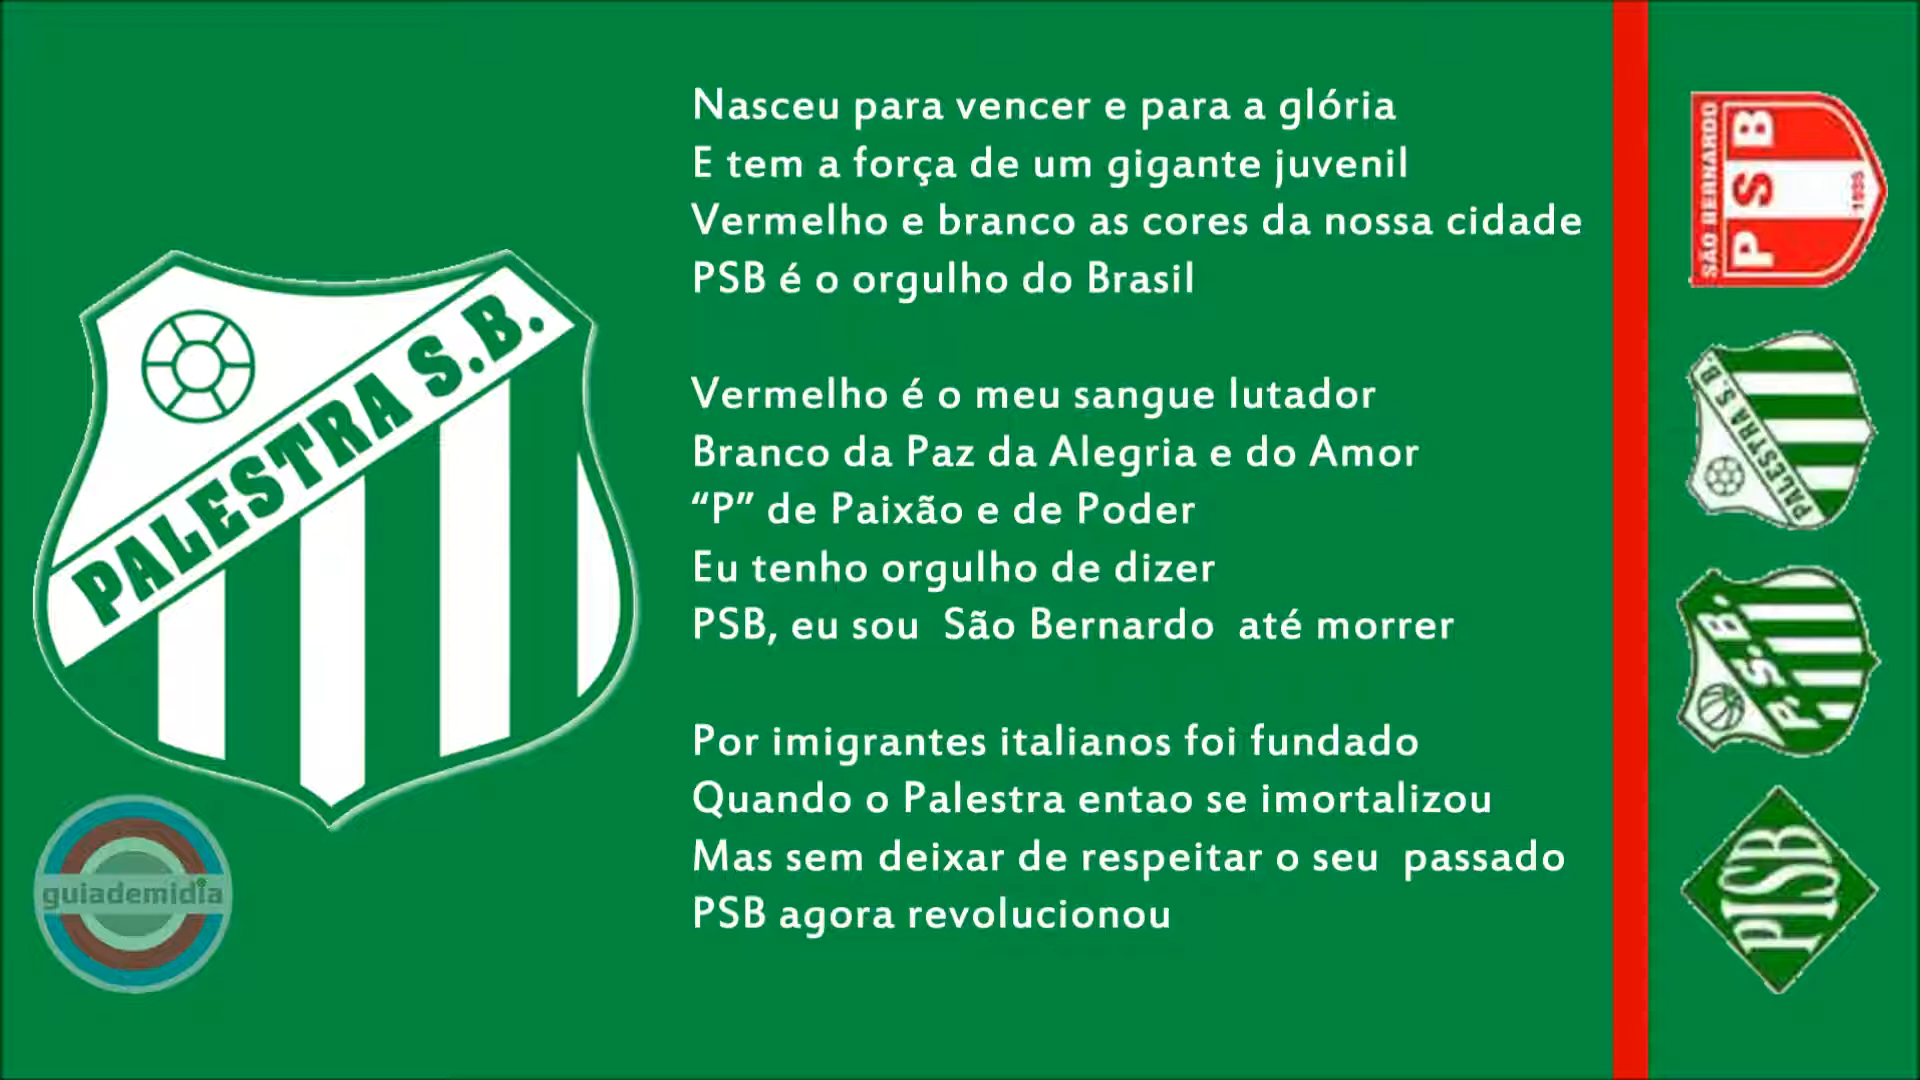 PALESTRA S.B.
guiademidia
Nasceu para vencer e para a glória
E tem a força de um gigante juvenil
Vermelho e branco as cores da nossa cidade
PSB é o orgulho do Brasil
Vermelho é o meu sangue lutador
Branco da Paz da Alegria e do Amor
“P” de Paixão e de Poder
Eu tenho orgulho de dizer
PSB, eu sou São Bernardo até morrer
Por imigrantes italianos foi fundado
Quando o Palestra entao se imortalizou
Mas sem deixar de respeitar o seu passado
PSB agora revolucionou
SÃO BERNARDO
PSB
1935
PALESTRA S.B.
P.S.B.
PISB